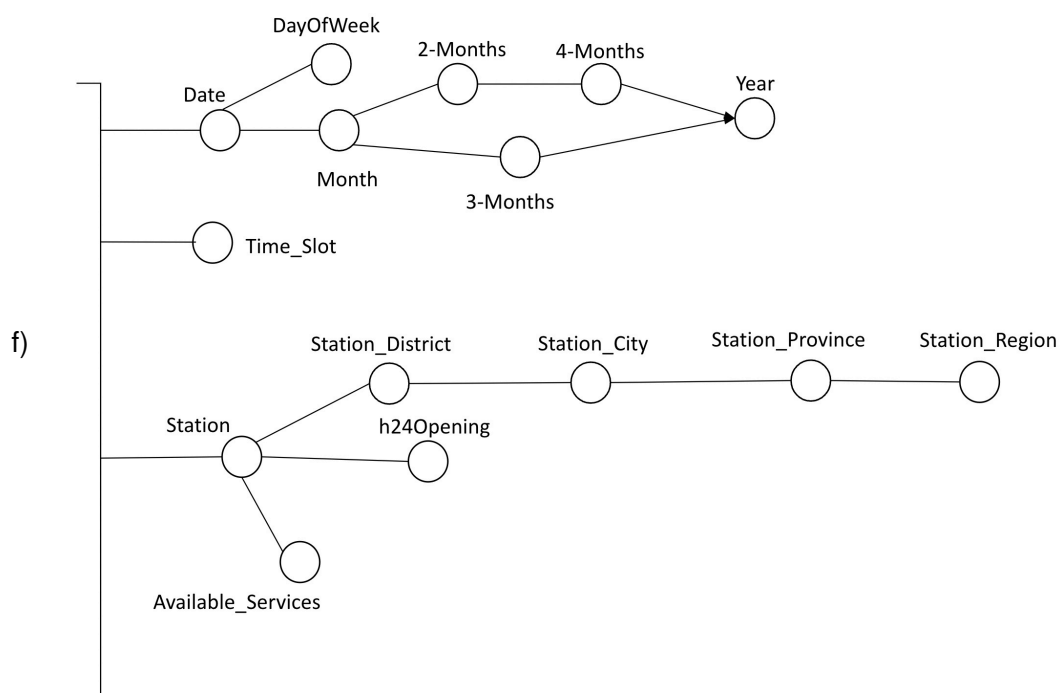 DayOfWeek
2-Months
4-Months
Year
Date
Month
3-Months
Time_Slot
f)
Station_District
Station_City
Station_Province
Station_Region
Station
h24Opening
Available_Services